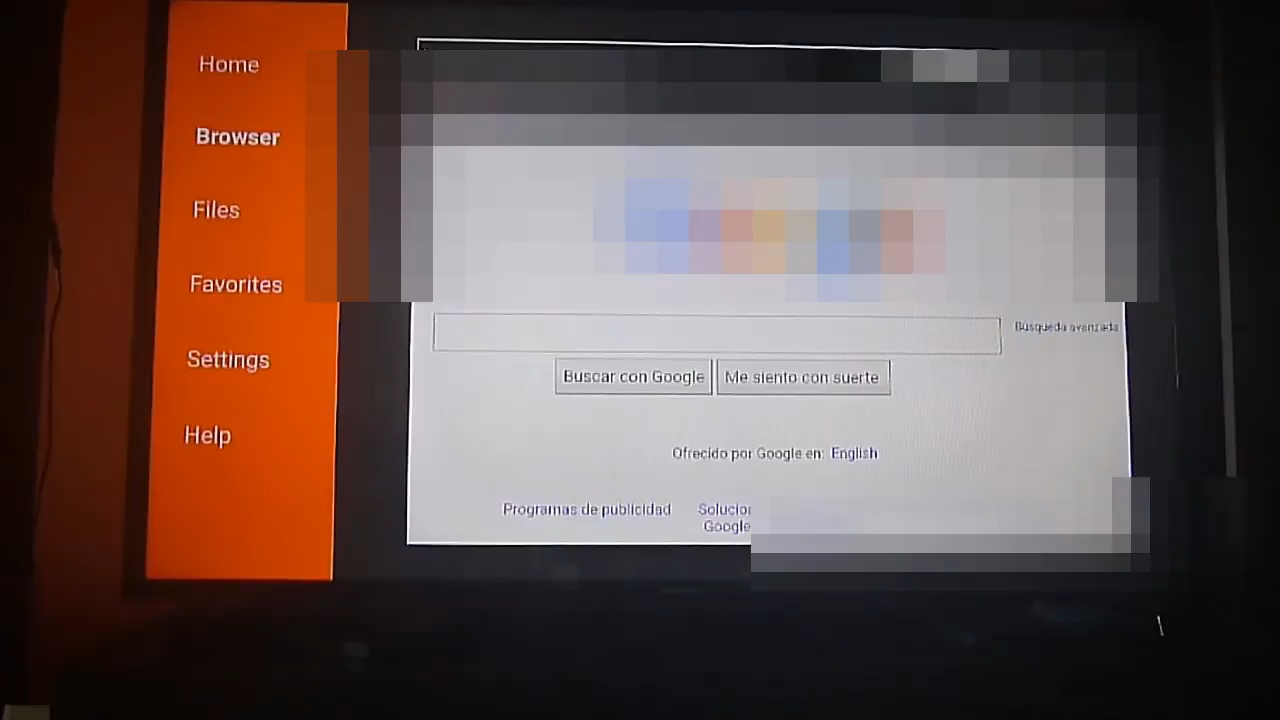 Home
Browser
Files
Favorites
Settings
Help
Búsqueda avanzada
Buscar con Google
Me siento con suerte
Ofrecido por Google en: English
Programas de publicidad
Google